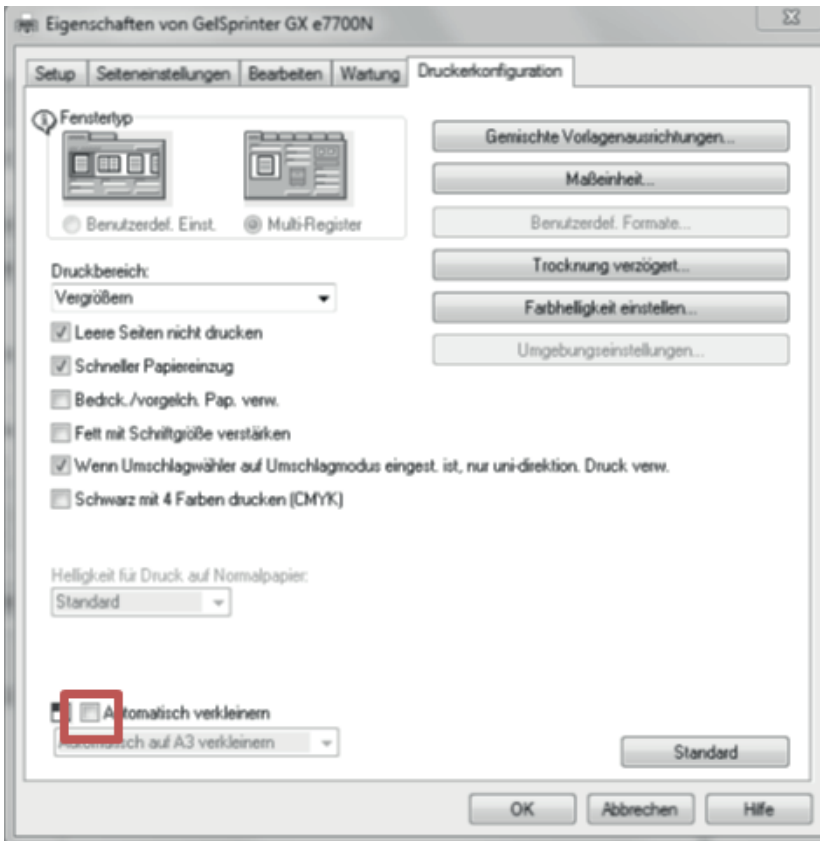 Eigenschaften von GelSprinter GX e7700N
Setup Seiteneinstellungen Bearbeiten Wartung Druckerkonfiguration
Fenstertyp
Benutzerdef. Einst. Multi-Register
Gemischte Vorlagenausrichtungen...
Maßeinheit...
Benutzerdef. Formate...
Trocknung verzögert...
Farbhelligkeit einstellen...
Umgebungseinstellungen...
Druckbereich:
Vergrößern
Leere Seiten nicht drucken
Schneller Papiereinzug
Bedrck./vorgelch. Pap. verw.
Fett mit Schriftgröße verstärken
Wenn Umschlagwähler auf Umschlagmodus eingest. ist, nur uni-direktion. Druck verw.
Schwarz mit 4 Farben drucken (CMYK)
Helligkeit für Druck auf Normalpapier:
Standard
Automatisch verkleinern
Automatisch auf A3 verkleinern
Standard
OK Abbrechen Hilfe